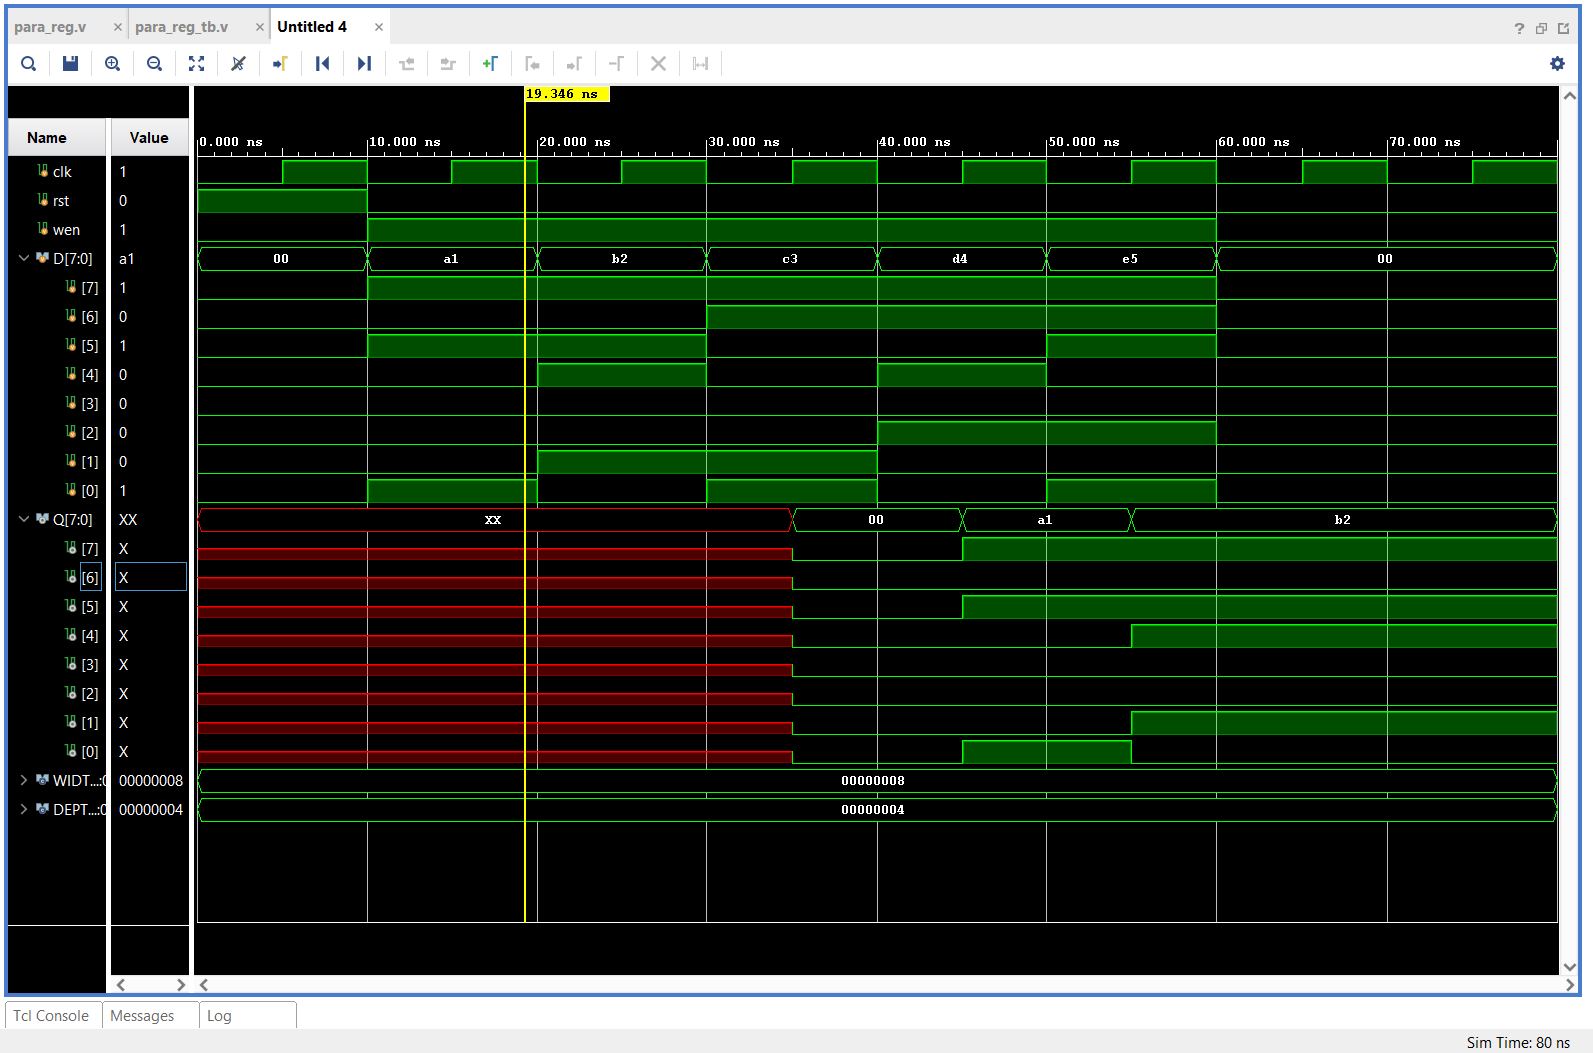 para_reg.v × para_reg_tb.v × Untitled 4 ×
?
19.346 ns
Name Value
0.000 ns 10.000 ns 20.000 ns 30.000 ns 40.000 ns 50.000 ns 60.000 ns 70.000 ns
clk 1
rst 0
wen 1
D[7:0] a1 00 a1 b2 c3 d4 e5 00
[7] 1
[6] 0
[5] 1
[4] 0
[3] 0
[2] 0
[1] 0
[0] 1
Q[7:0] XX XX 00 a1 b2
[7] X
[6] X
[5] X
[4] X
[3] X
[2] X
[1] X
[0] X
WIDT...:0 00000008 00000008
DEPT...:0 00000004 00000004
Tcl Console Messages Log
Sim Time: 80 ns